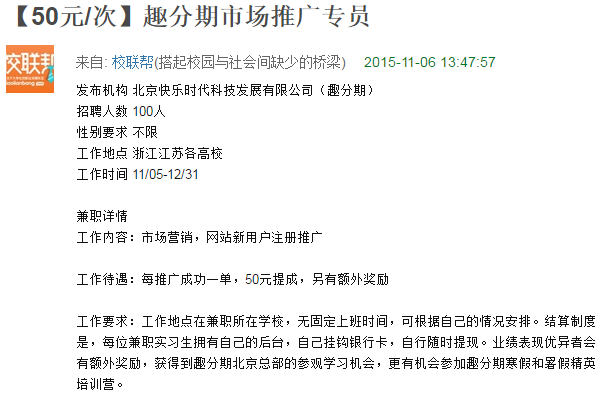 【50元/次】趣分期市场推广专员
校联帮
来自: 校联帮(搭起校园与社会间缺少的桥梁) 2015-11-06 13:47:57
发布机构 北京快乐时代科技发展有限公司（趣分期）
招聘人数 100人
性别要求 不限
工作地点 浙江江苏各高校
工作时间 11/05-12/31
兼职详情
工作内容：市场营销，网站新用户注册推广
工作待遇：每推广成功一单，50元提成，另有额外奖励
工作要求：工作地点在兼职所在学校，无固定上班时间，可根据自己的情况安排。结算制度
是，每位兼职实习生拥有自己的后台，自己挂钩银行卡，自行随时提现。业绩表现优异者会
有额外奖励，获得到趣分期北京总部的参观学习机会，更有机会参加趣分期寒假和暑假精英
培训营。